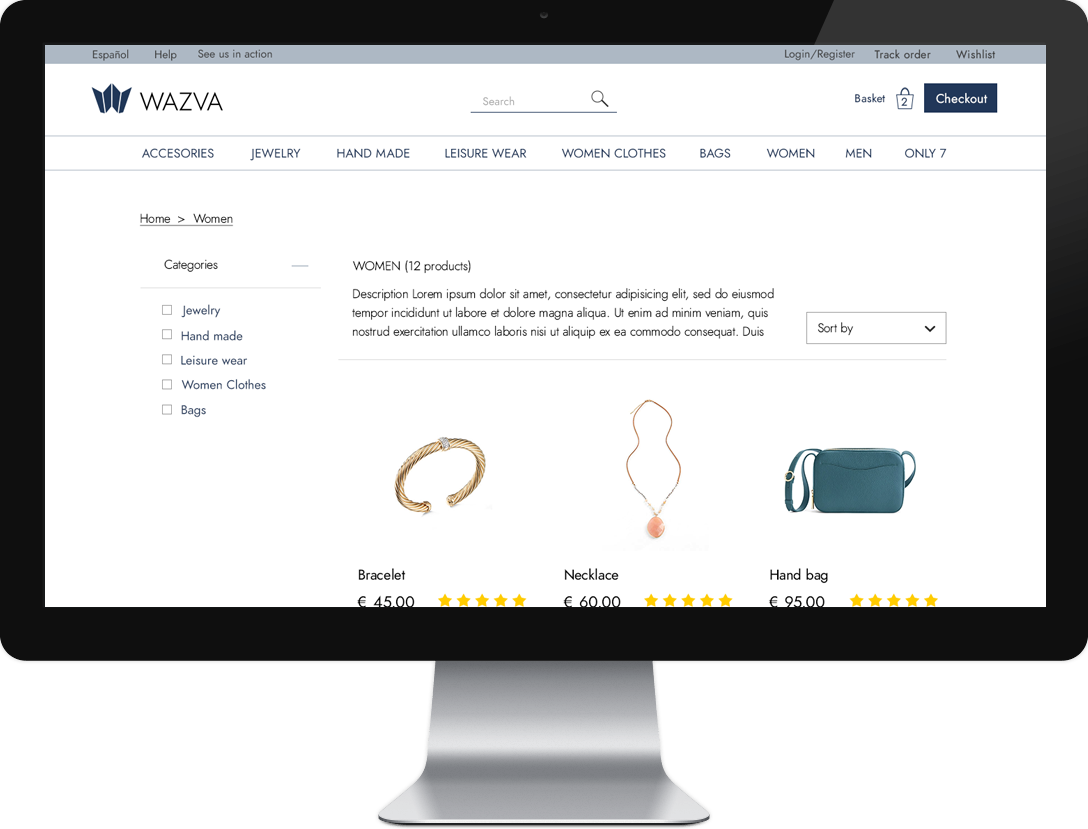 Español Help See us in action Login/Register Track order Wishlist
WAZVA Search Basket 2 Checkout
ACCESORIES JEWELRY HAND MADE LEISURE WEAR WOMEN CLOTHES BAGS WOMEN MEN ONLY 7
Home > Women
Categories
Jewelry
Hand made
Leisure wear
Women Clothes
Bags
WOMEN (12 products)
Description Lorem ipsum dolor sit amet, consectetur adipisicing elit, sed do eiusmod
tempor incididunt ut labore et dolore magna aliqua. Ut enim ad minim veniam, quis
nostrud exercitation ullamco laboris nisi ut aliquip ex ea commodo consequat. Duis
Sort by
Bracelet
€ 45.00
Necklace
€ 60.00
Hand bag
€ 95.00